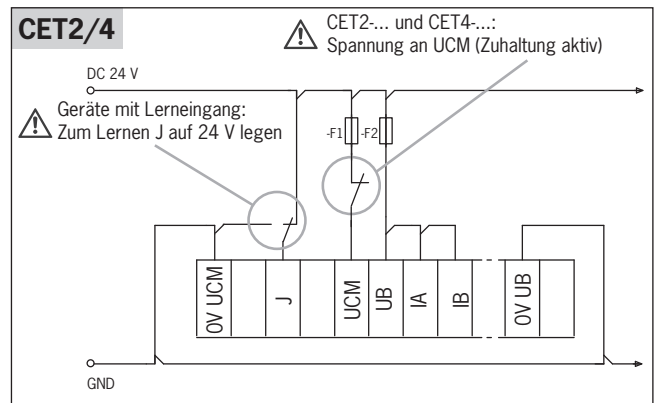 CET2/4
CET2-... und CET4-...:
Spannung an UCM (Zuhaltung aktiv)
DC 24 V
Geräte mit Lerneingang:
Zum Lernen J auf 24 V legen
-F1
-F2
0V UCM
J
UCM
UB
IA
IB
0V UB
GND